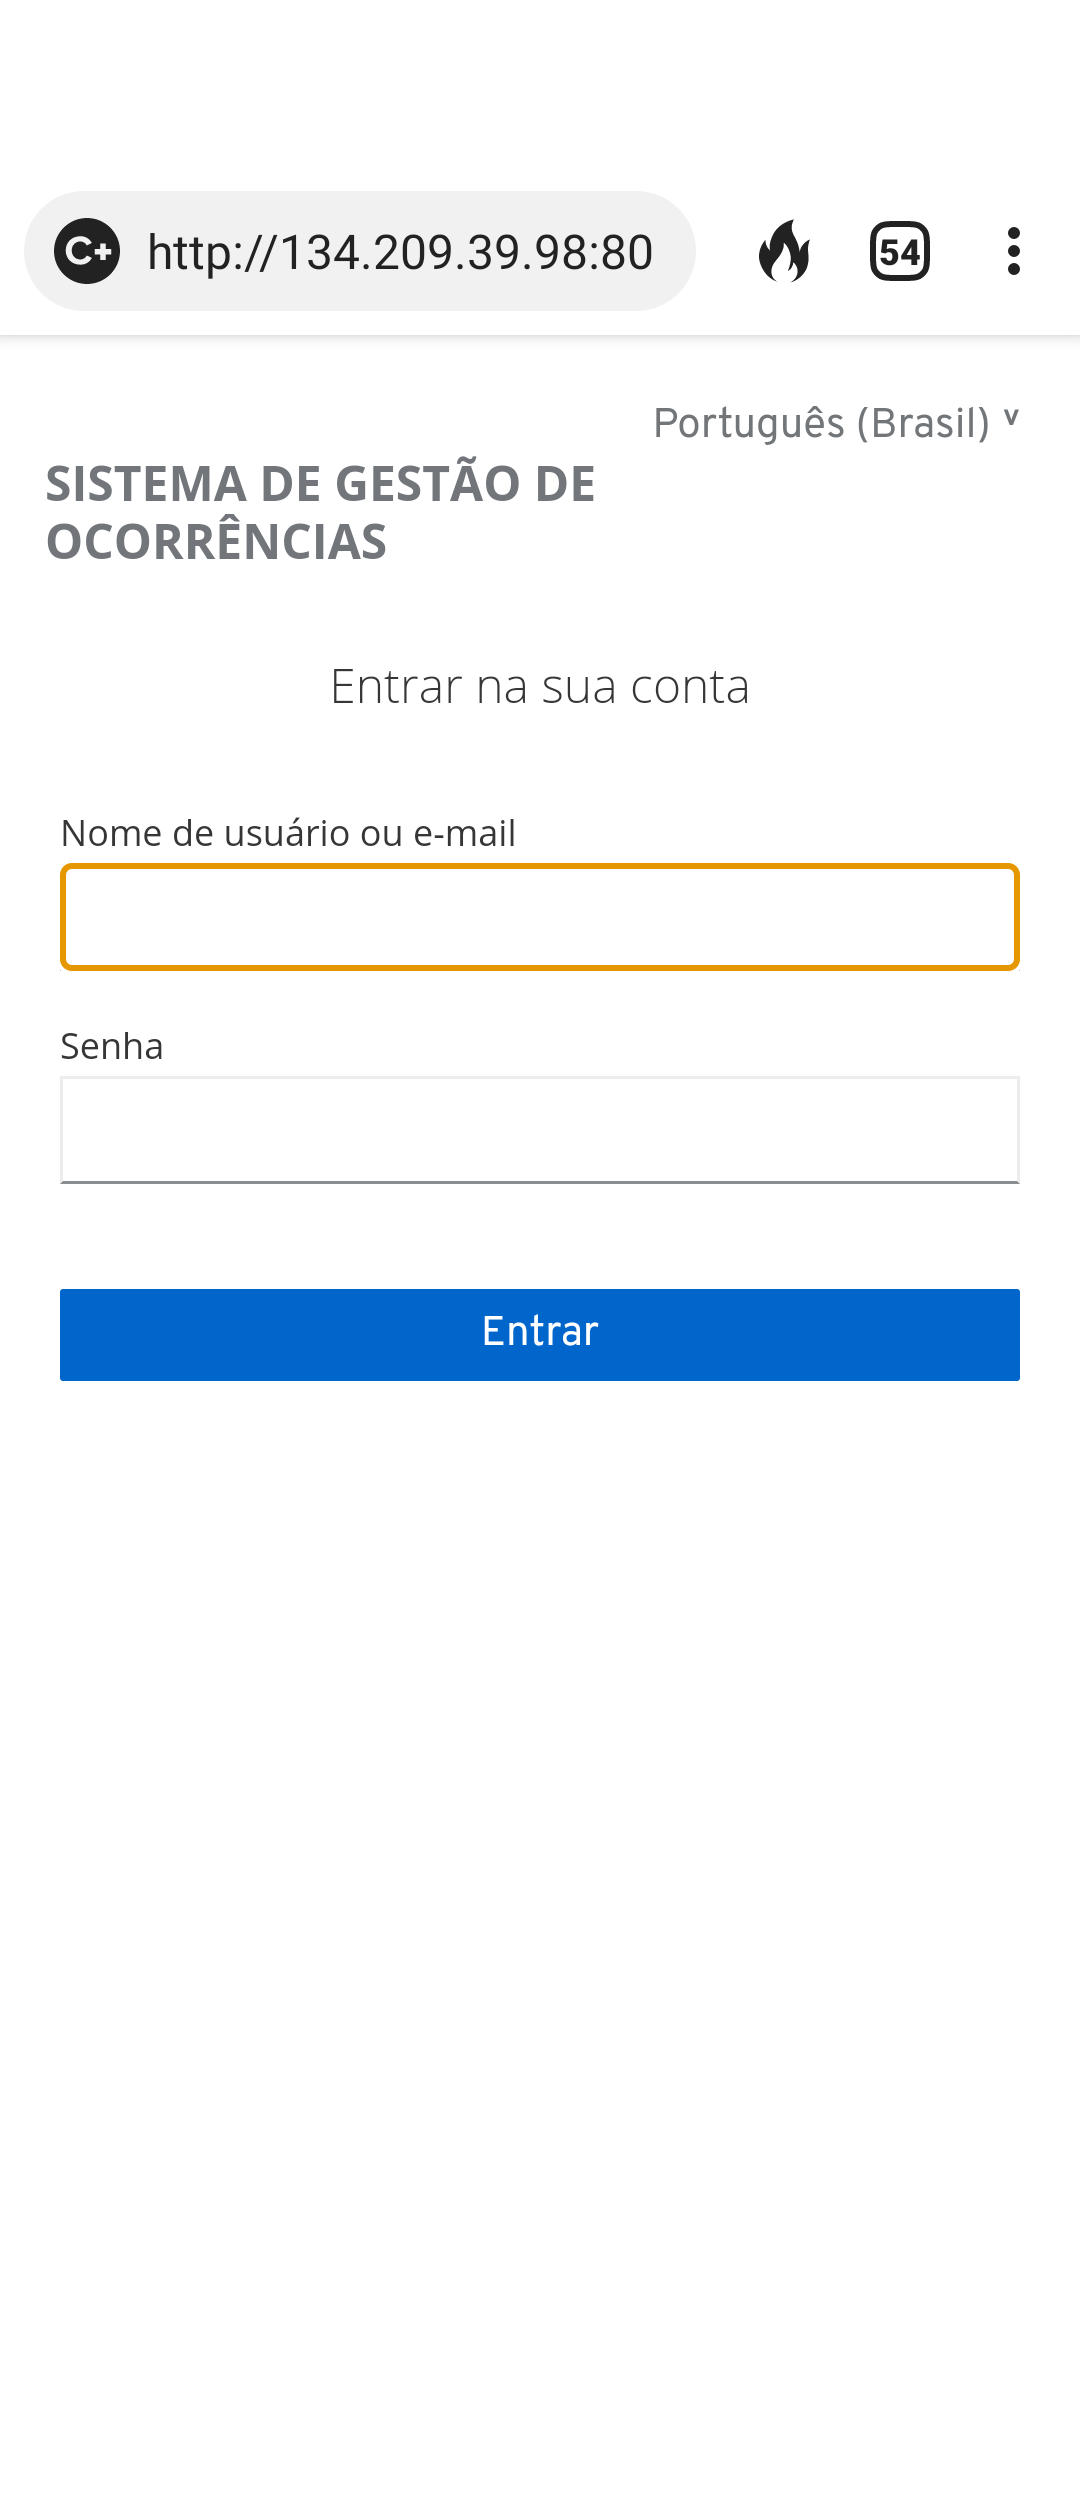 C+
http://134.209.39.98:80
54
Português (Brasil)
SISTEMA DE GESTÃO DE
OCORRÊNCIAS
Entrar na sua conta
Nome de usuário ou e-mail
Senha
Entrar